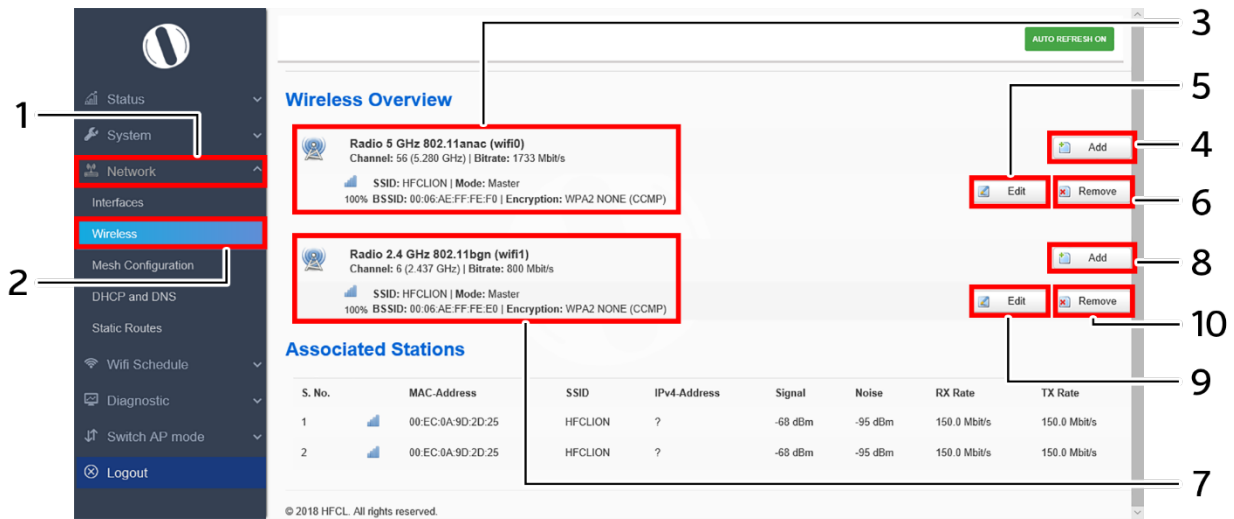 AUTO REFRESH ON
3
Status
Wireless Overview
5
1
System
Radio 5 GHz 802.11anac (wifi0)
Channel: 56 (5.280 GHz) | Bitrate: 1733 Mbit/s
Add
4
Network
SSID: HFCLION | Mode: Master
100% BSSID: 00:06:AE:FF:FE:F0 | Encryption: WPA2 NONE (CCMP)
Edit
Remove
6
Interfaces
Wireless
Radio 2.4 GHz 802.11bgn (wifi1)
Channel: 6 (2.437 GHz) | Bitrate: 800 Mbit/s
Add
8
Mesh Configuration
2
DHCP and DNS
SSID: HFCLION | Mode: Master
100% BSSID: 00:06:AE:FF:FE:E0 | Encryption: WPA2 NONE (CCMP)
Edit
Remove
10
Static Routes
Associated Stations
Wifi Schedule
9
S. No. MAC-Address SSID IPv4-Address Signal Noise RX Rate TX Rate
Diagnostic
1 00:EC:0A:9D:2D:25 HFCLION ? -68 dBm -95 dBm 150.0 Mbit/s 150.0 Mbit/s
Switch AP mode
2 00:EC:0A:9D:2D:25 HFCLION ? -68 dBm -95 dBm 150.0 Mbit/s 150.0 Mbit/s
Logout
7
© 2018 HFCL. All rights reserved.